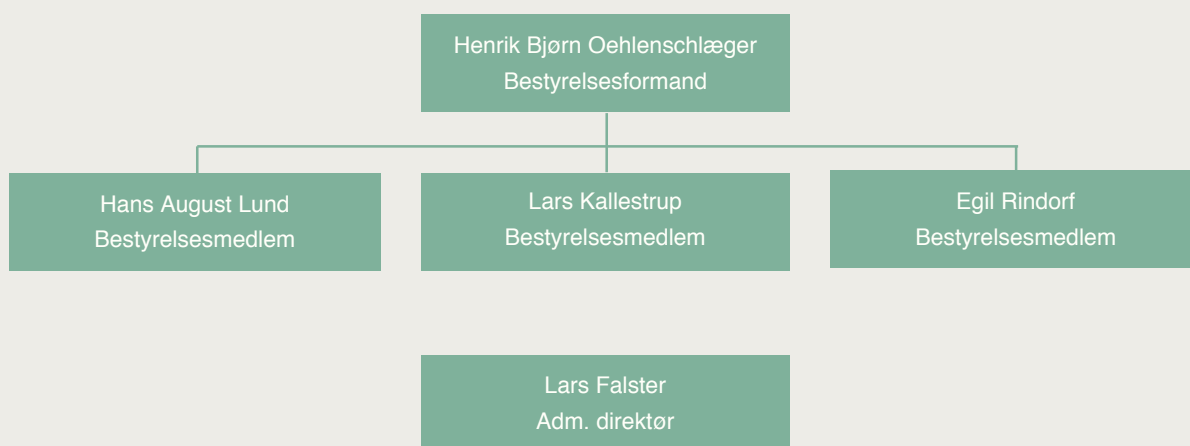 Henrik Bjørn Oehlenschlæger
Bestyrelsesformand
Hans August Lund
Bestyrelsesmedlem
Lars Kallestrup
Bestyrelsesmedlem
Egil Rindorf
Bestyrelsesmedlem
Lars Falster
Adm. direktør